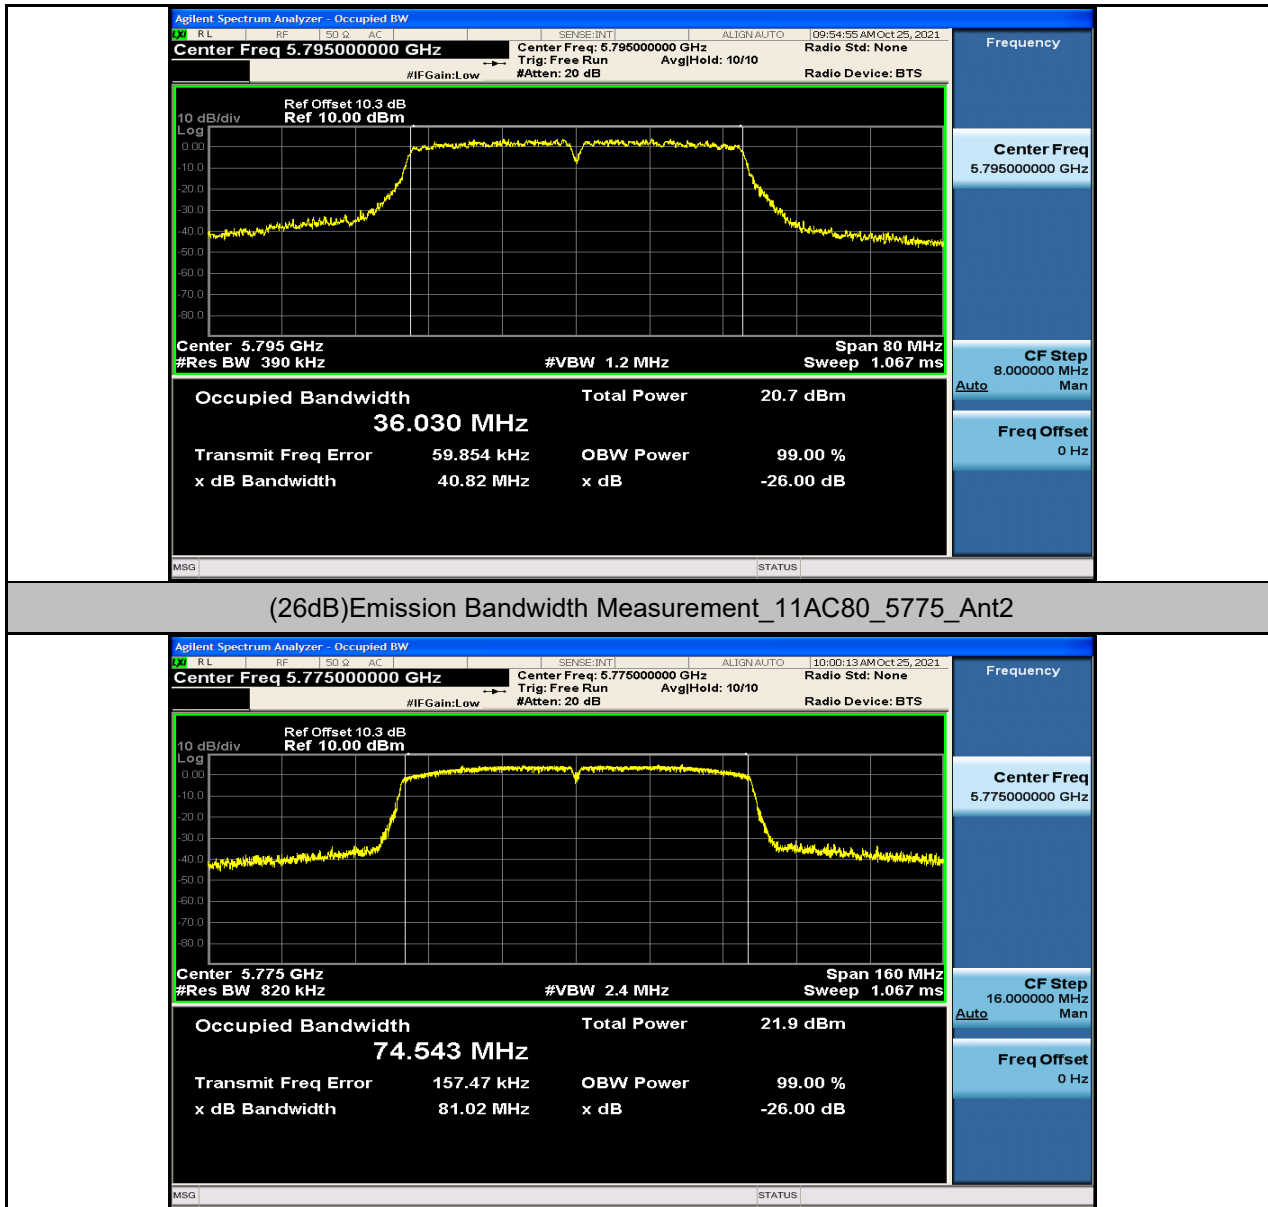 Agilent Spectrum Analyzer - Occupied BW
LXI RL RF 50 Ω AC SENSE:INT ALIGN AUTO 09:54:55 AM Oct 25, 2021
Center Freq 5.795000000 GHz Center Freq: 5.795000000 GHz Radio Std: None Frequency
Trig: Free Run Avg|Hold: 10/10
#IFGain:Low #Atten: 20 dB Radio Device: BTS
Ref Offset 10.3 dB
10 dB/div Ref 10.00 dBm
Log
0.00
-10.0
-20.0
-30.0
-40.0
-50.0
-60.0
-70.0
-80.0
Center Freq
5.795000000 GHz
Center 5.795 GHz Span 80 MHz
#Res BW 390 kHz #VBW 1.2 MHz Sweep 1.067 ms
CF Step
8.000000 MHz
Auto Man
Freq Offset
0 Hz
Occupied Bandwidth Total Power 20.7 dBm
36.030 MHz
Transmit Freq Error 59.854 kHz OBW Power 99.00 %
x dB Bandwidth 40.82 MHz x dB -26.00 dB
MSG STATUS
(26dB)Emission Bandwidth Measurement_11AC80_5775_Ant2
Agilent Spectrum Analyzer - Occupied BW
LXI RL RF 50 Ω AC SENSE:INT ALIGN AUTO 10:00:13 AM Oct 25, 2021
Center Freq 5.775000000 GHz Center Freq: 5.775000000 GHz Radio Std: None Frequency
Trig: Free Run Avg|Hold: 10/10
#IFGain:Low #Atten: 20 dB Radio Device: BTS
Ref Offset 10.3 dB
10 dB/div Ref 10.00 dBm
Log
0.00
-10.0
-20.0
-30.0
-40.0
-50.0
-60.0
-70.0
-80.0
Center Freq
5.775000000 GHz
Center 5.775 GHz Span 160 MHz
#Res BW 820 kHz #VBW 2.4 MHz Sweep 1.067 ms
CF Step
16.000000 MHz
Auto Man
Freq Offset
0 Hz
Occupied Bandwidth Total Power 21.9 dBm
74.543 MHz
Transmit Freq Error 157.47 kHz OBW Power 99.00 %
x dB Bandwidth 81.02 MHz x dB -26.00 dB
MSG STATUS